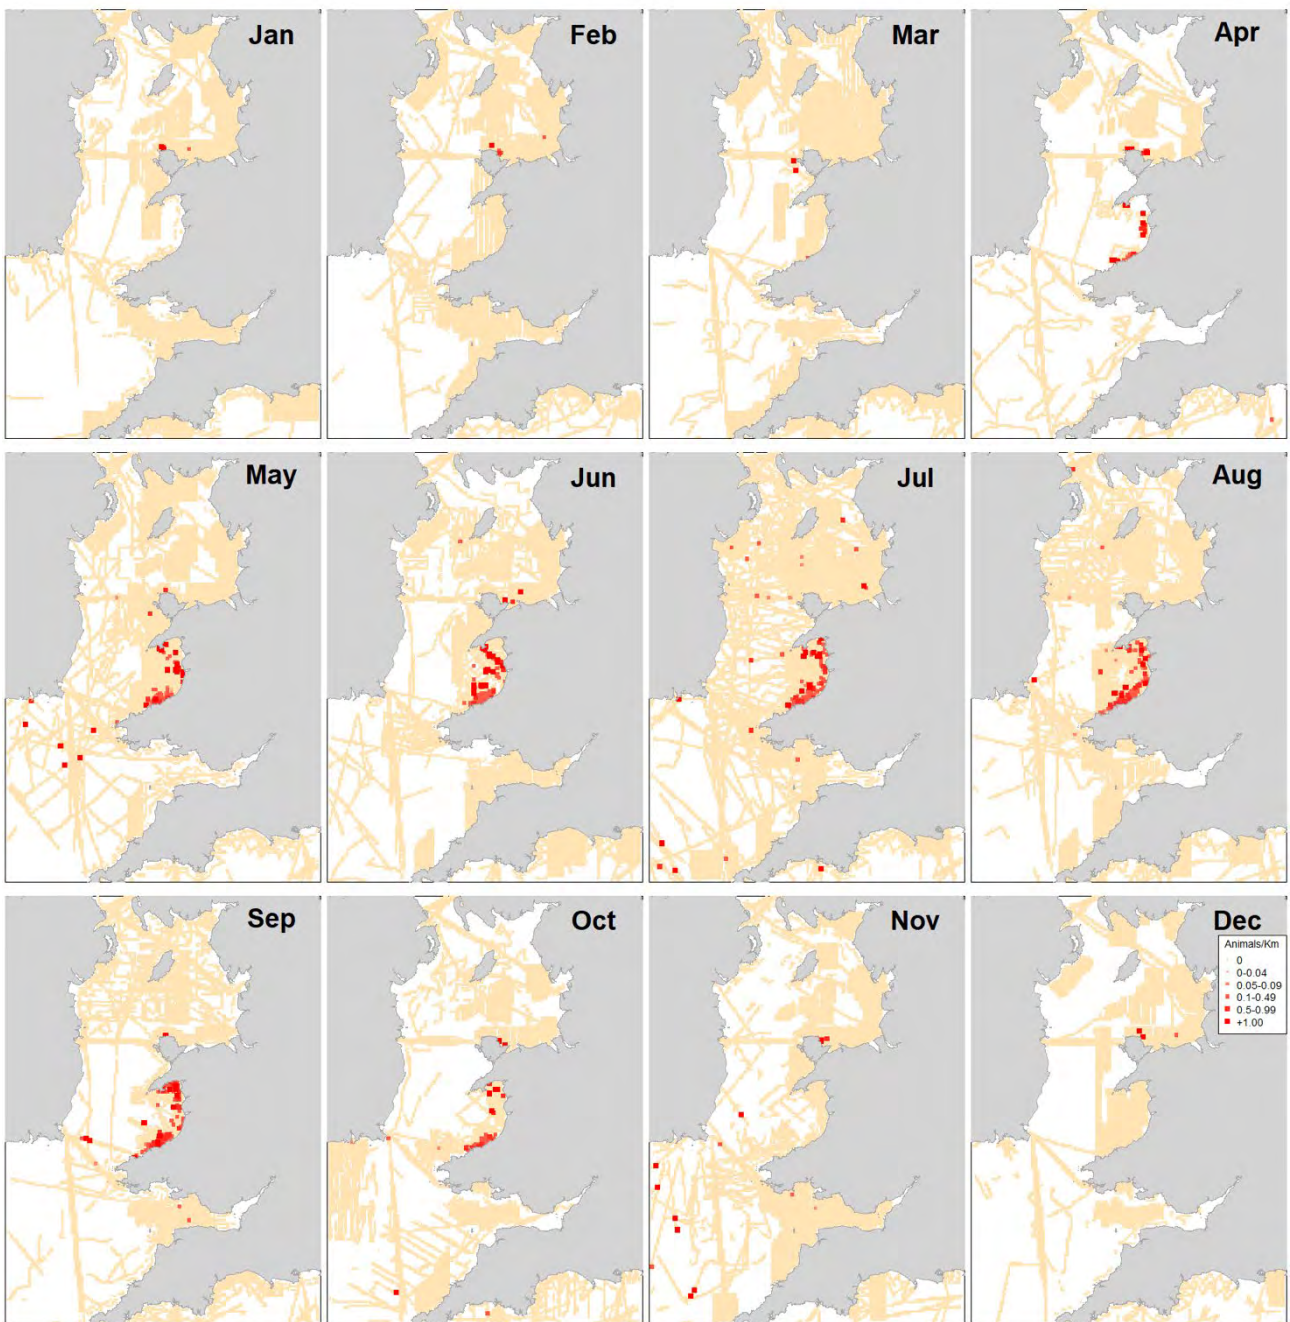 Jan
Feb
Mar
Apr
May
Jun
Jul
Aug
Sep
Oct
Nov
Dec
Animals/Km
0
0-0.04
0.05-0.09
0.1-0.49
0.5-0.99
+1.00